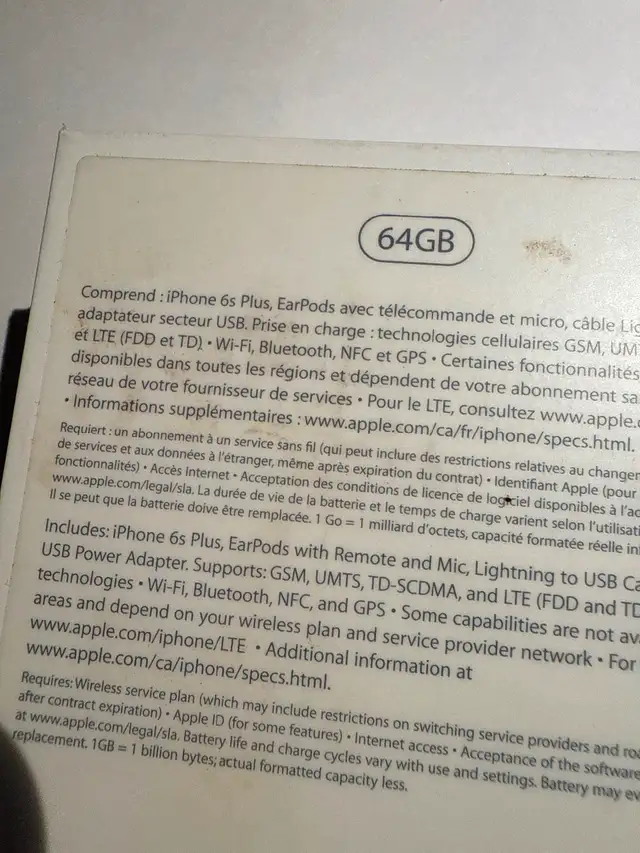 64GB
Comprend : iPhone 6s Plus, EarPods avec télécommande et micro, câble
adaptateur secteur USB. Prise en charge : technologies cellulaires GSM,
et LTE (FDD et TD) • Wi-Fi, Bluetooth, NFC et GPS • Certaines fonctionnalités
disponibles dans toutes les régions et dépendent de votre abonnement
réseau de votre fournisseur de services • Pour le LTE, consultez www.apple.
• Informations supplémentaires : www.apple.com/ca/fr/iphone/specs.html.
Requiert : un abonnement à un service sans fil (qui peut inclure des restrictions relatives au
de services et aux données à l'étranger, même après expiration du contrat) • Identifiant Apple (pour
fonctionnalités) • Accès Internet • Acceptation des conditions de licence de logiciel disponibles à
www.apple.com/legal/sla. La durée de vie de la batterie et le temps de charge varient selon
Il se peut que la batterie doive être remplacée. 1 Go = 1 milliard d'octets, capacité formatée réelle
Includes: iPhone 6s Plus, EarPods with Remote and Mic, Lightning to USB
USB Power Adapter. Supports: GSM, UMTS, TD-SCDMA, and LTE (FDD and
technologies • Wi-Fi, Bluetooth, NFC, and GPS • Some capabilities are not
areas and depend on your wireless plan and service provider network • For
www.apple.com/iphone/LTE • Additional information at
www.apple.com/ca/iphone/specs.html.
Requires: Wireless service plan (which may include restrictions on switching service providers and
after contract expiration) • Apple ID (for some features) • Internet access • Acceptance of the software
at www.apple.com/legal/sla. Battery life and charge cycles vary with use and settings. Battery may
replacement. 1GB = 1 billion bytes; actual formatted capacity less.